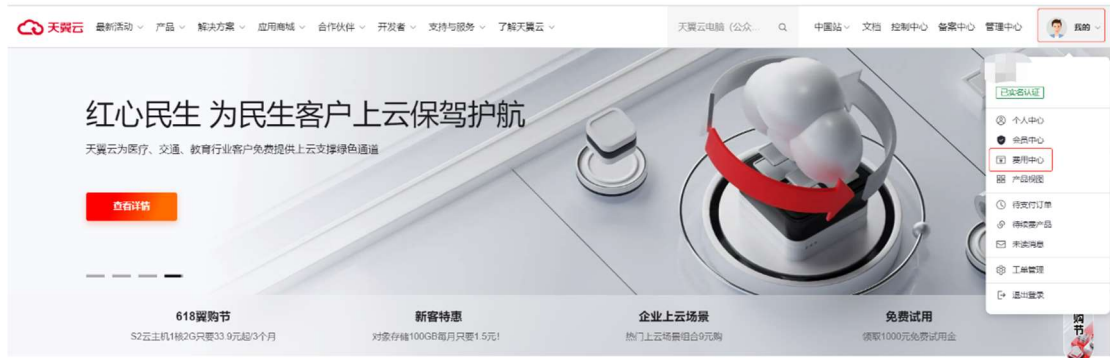 天翼云 最新活动 产品 解决方案 应用商城 合作伙伴 开发者 支持与服务 了解天翼云 天翼云电脑（公众... 中国站 文档 控制中心 备案中心 管理中心 我的
已实名认证
个人中心
会员中心
费用中心
产品视图
待支付订单
待续费产品
未读消息
工单管理
退出登录
红心民生 为民生客户上云保驾护航
天翼云为医疗、交通、教育行业客户免费提供上云支撑绿色通道
查看详情
618翼购节 新客特惠 企业上云场景 免费试用
S2云主机1核2G只要33.9元起/3个月 对象存储100GB每月只要1.5元! 热门上云场景组合9元购 领取1000元免费试用金
购
节